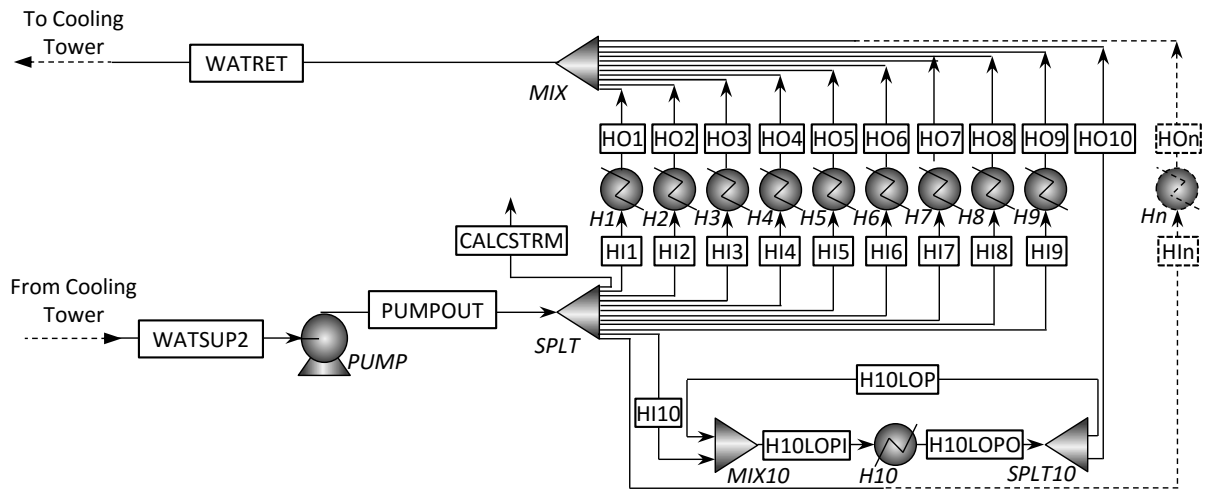 To Cooling
Tower
WATRET
MIX
HO1 HO2 HO3 HO4 HO5 HO6 HO7 HO8 HO9 HO10 HOn
H1 H2 H3 H4 H5 H6 H7 H8 H9 Hn
CALCSTRM
HI1 HI2 HI3 HI4 HI5 HI6 HI7 HI8 HI9 HIn
From Cooling
Tower
WATSUP2
PUMPOUT
PUMP
SPLT
H10LOP
HI10
H10LOPI
H10LOPO
MIX10
H10
SPLT10